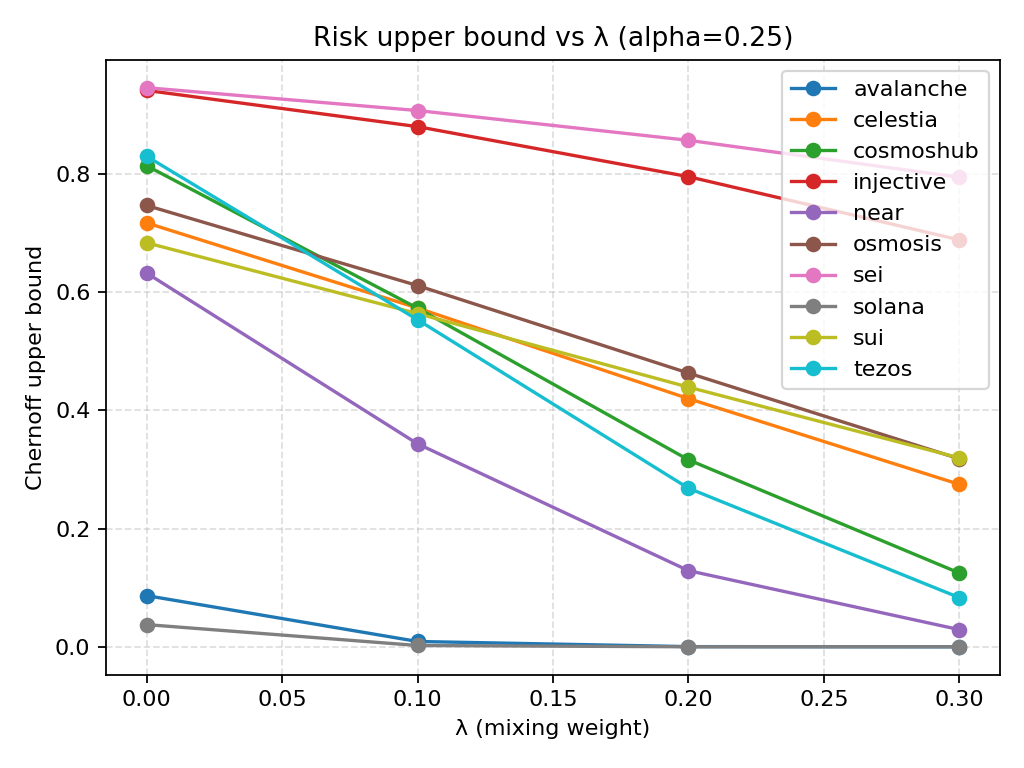 Risk upper bound vs λ (alpha=0.25)
Chernoff upper bound
0.8
0.6
0.4
0.2
0.0
avalanche
celestia
cosmoshub
injective
near
osmosis
sei
solana
sui
tezos
0.00 0.05 0.10 0.15 0.20 0.25 0.30
λ (mixing weight)